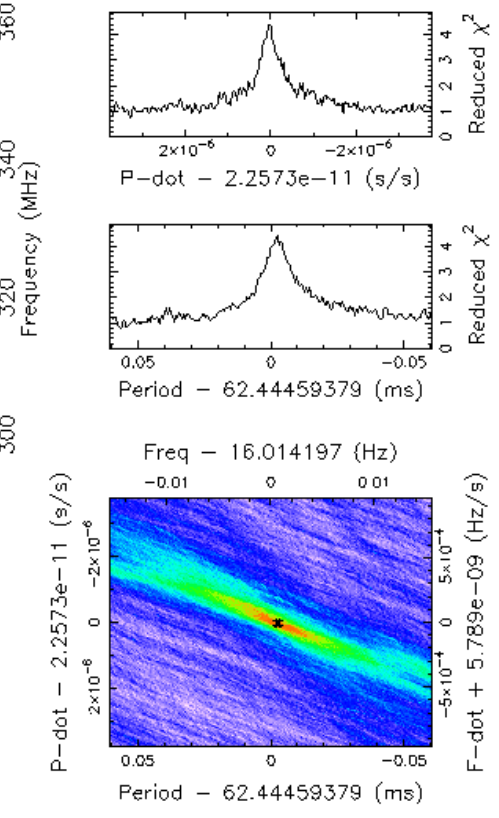 360
340
320
300
Frequency (MHz)
0 1 2 3 4
Reduced χ²
2×10⁻⁶ 0 −2×10⁻⁶
P−dot − 2.2573e−11 (s/s)
0 1 2 3 4
Reduced χ²
0.05 0 −0.05
Period − 62.44459379 (ms)
Freq − 16.014197 (Hz)
−0.01 0 0.01
P−dot − 2.2573e−11 (s/s)
−2×10⁻⁶ 0 2×10⁻⁶
5×10⁻⁴ 0 −5×10⁻⁴
F−dot + 5.789e−09 (Hz/s)
0.05 0 −0.05
Period − 62.44459379 (ms)